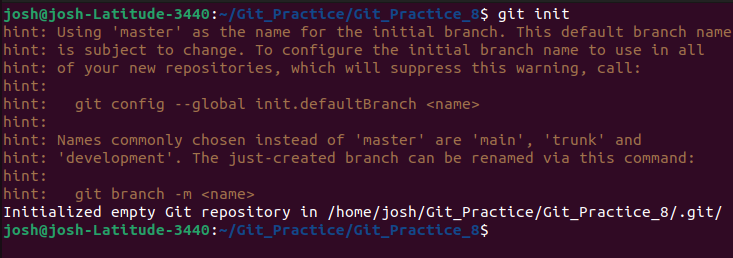 josh@josh-Latitude-3440:~/Git_Practice/Git_Practice_8$ git init
hint: Using 'master' as the name for the initial branch. This default branch name
hint: is subject to change. To configure the initial branch name to use in all
hint: of your new repositories, which will suppress this warning, call:
hint:
hint:   git config --global init.defaultBranch <name>
hint:
hint: Names commonly chosen instead of 'master' are 'main', 'trunk' and
hint: 'development'. The just-created branch can be renamed via this command:
hint:
hint:   git branch -m <name>
Initialized empty Git repository in /home/josh/Git_Practice/Git_Practice_8/.git/
josh@josh-Latitude-3440:~/Git_Practice/Git_Practice_8$